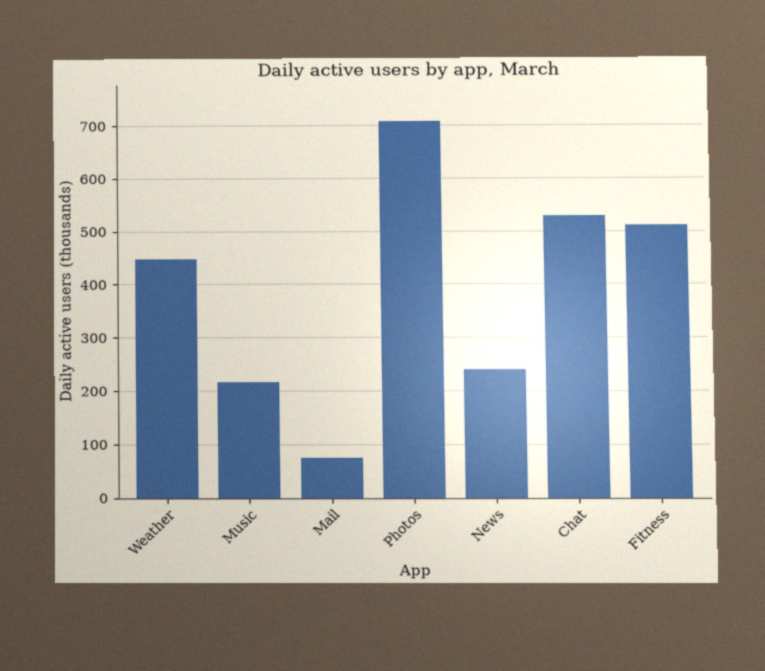 Daily active users by app, March
Daily active users (thousands)
700
600
500
400
300
200
100
0
Weather
Music
Mail
Photos
News
Chat
Fitness
App